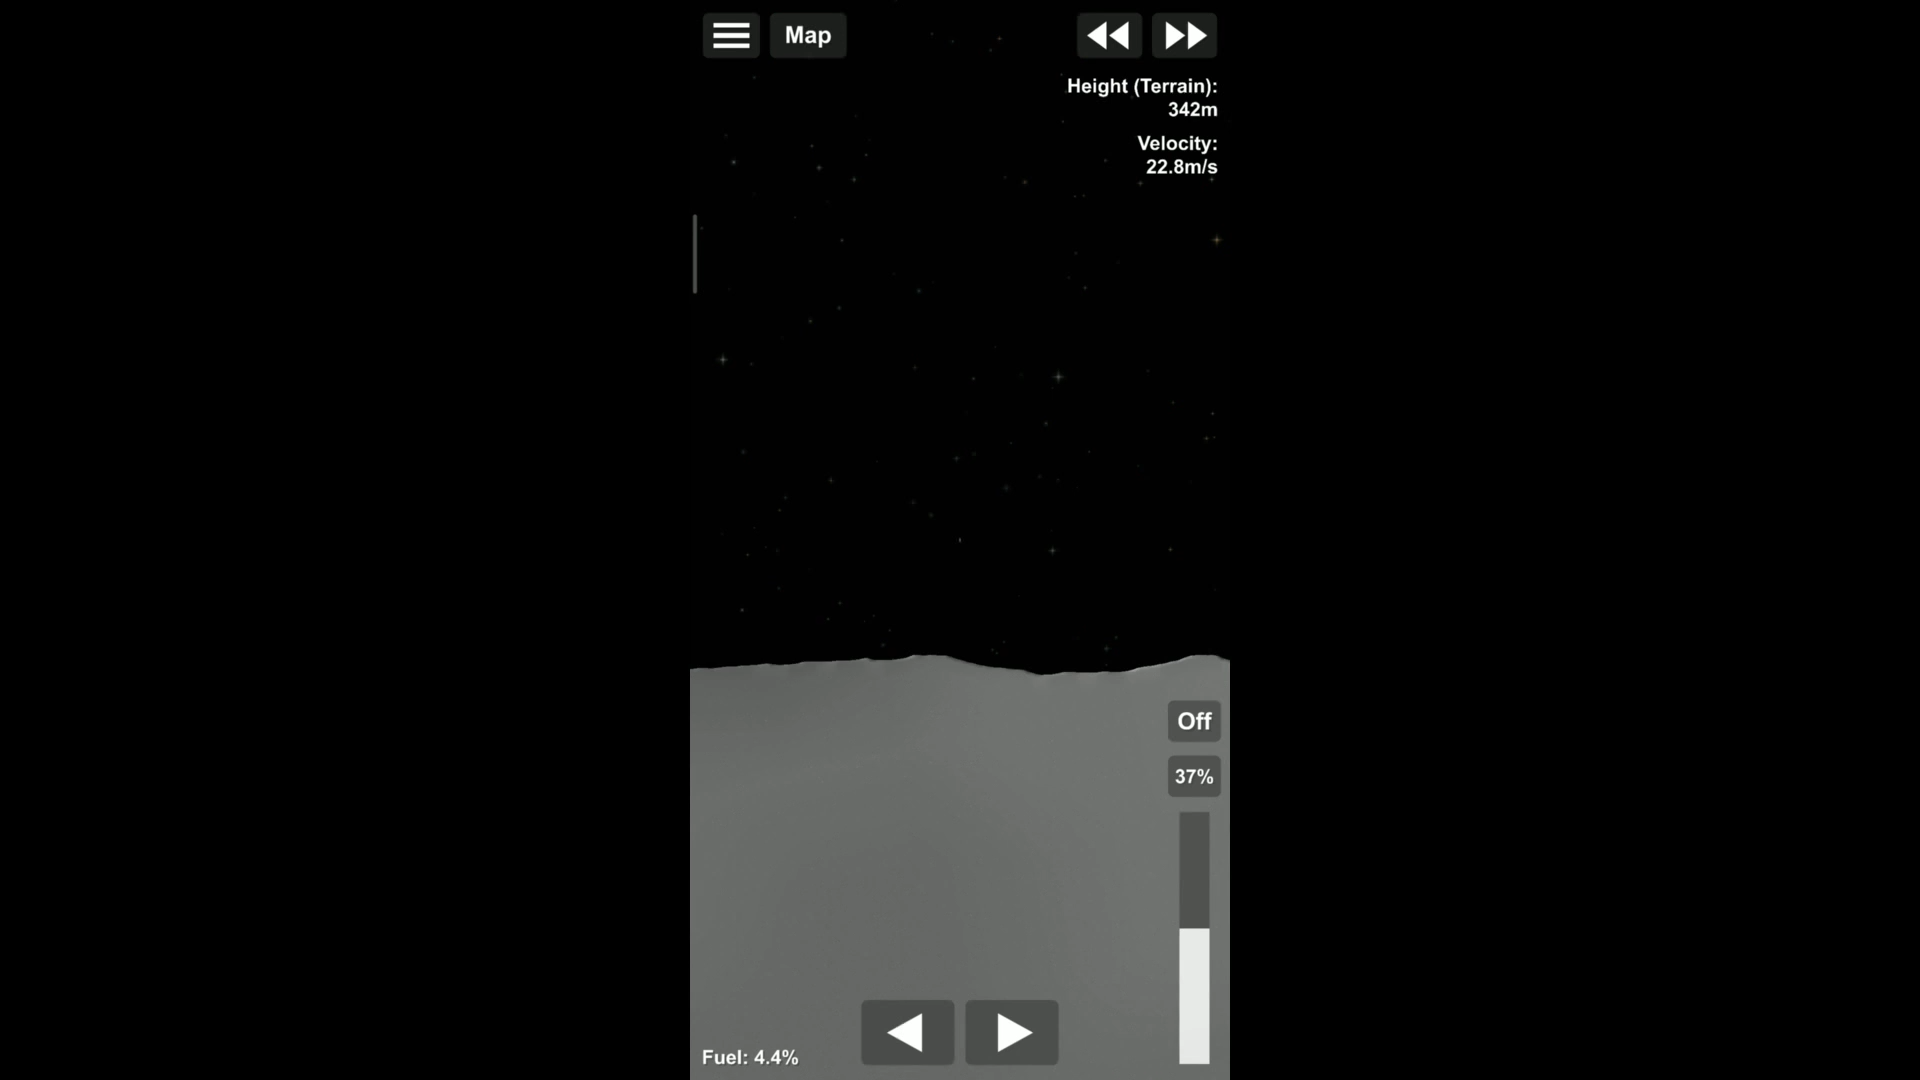 Map
Height (Terrain):
342m
Velocity:
22.8m/s
Off
37%
Fuel: 4.4%